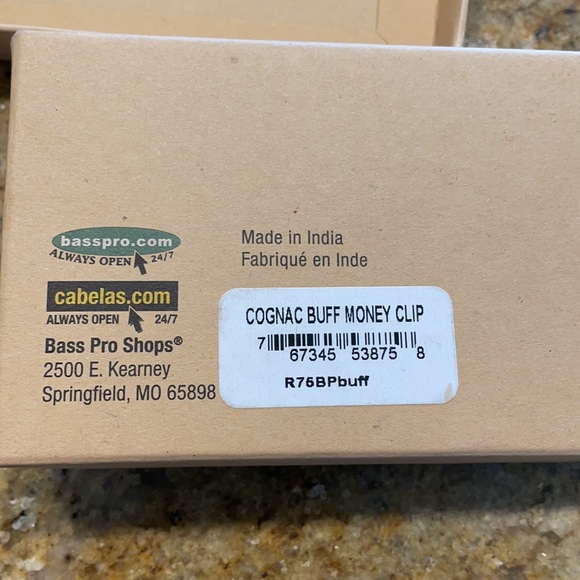 basspro.com
ALWAYS OPEN 24/7
cabelas.com
ALWAYS OPEN 24/7
Bass Pro Shops®
2500 E. Kearney
Springfield, MO 65898
Made in India
Fabriqué en Inde
COGNAC BUFF MONEY CLIP
7 67345 53875 8
R75BPbuff